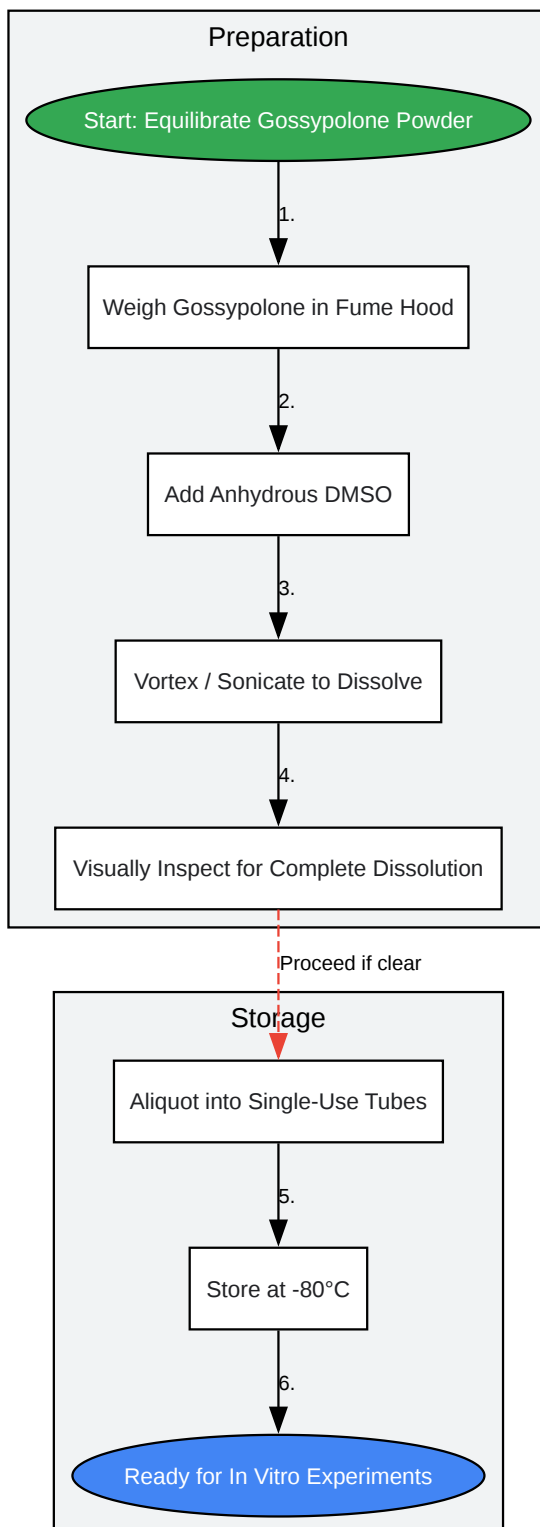 Preparation
Start: Equilibrate Gossypolone Powder
1.
Weigh Gossypolone in Fume Hood
2.
Add Anhydrous DMSO
3.
Vortex / Sonicate to Dissolve
4.
Visually Inspect for Complete Dissolution
Proceed if clear
Storage
Aliquot into Single-Use Tubes
5.
Store at -80°C
6.
Ready for In Vitro Experiments